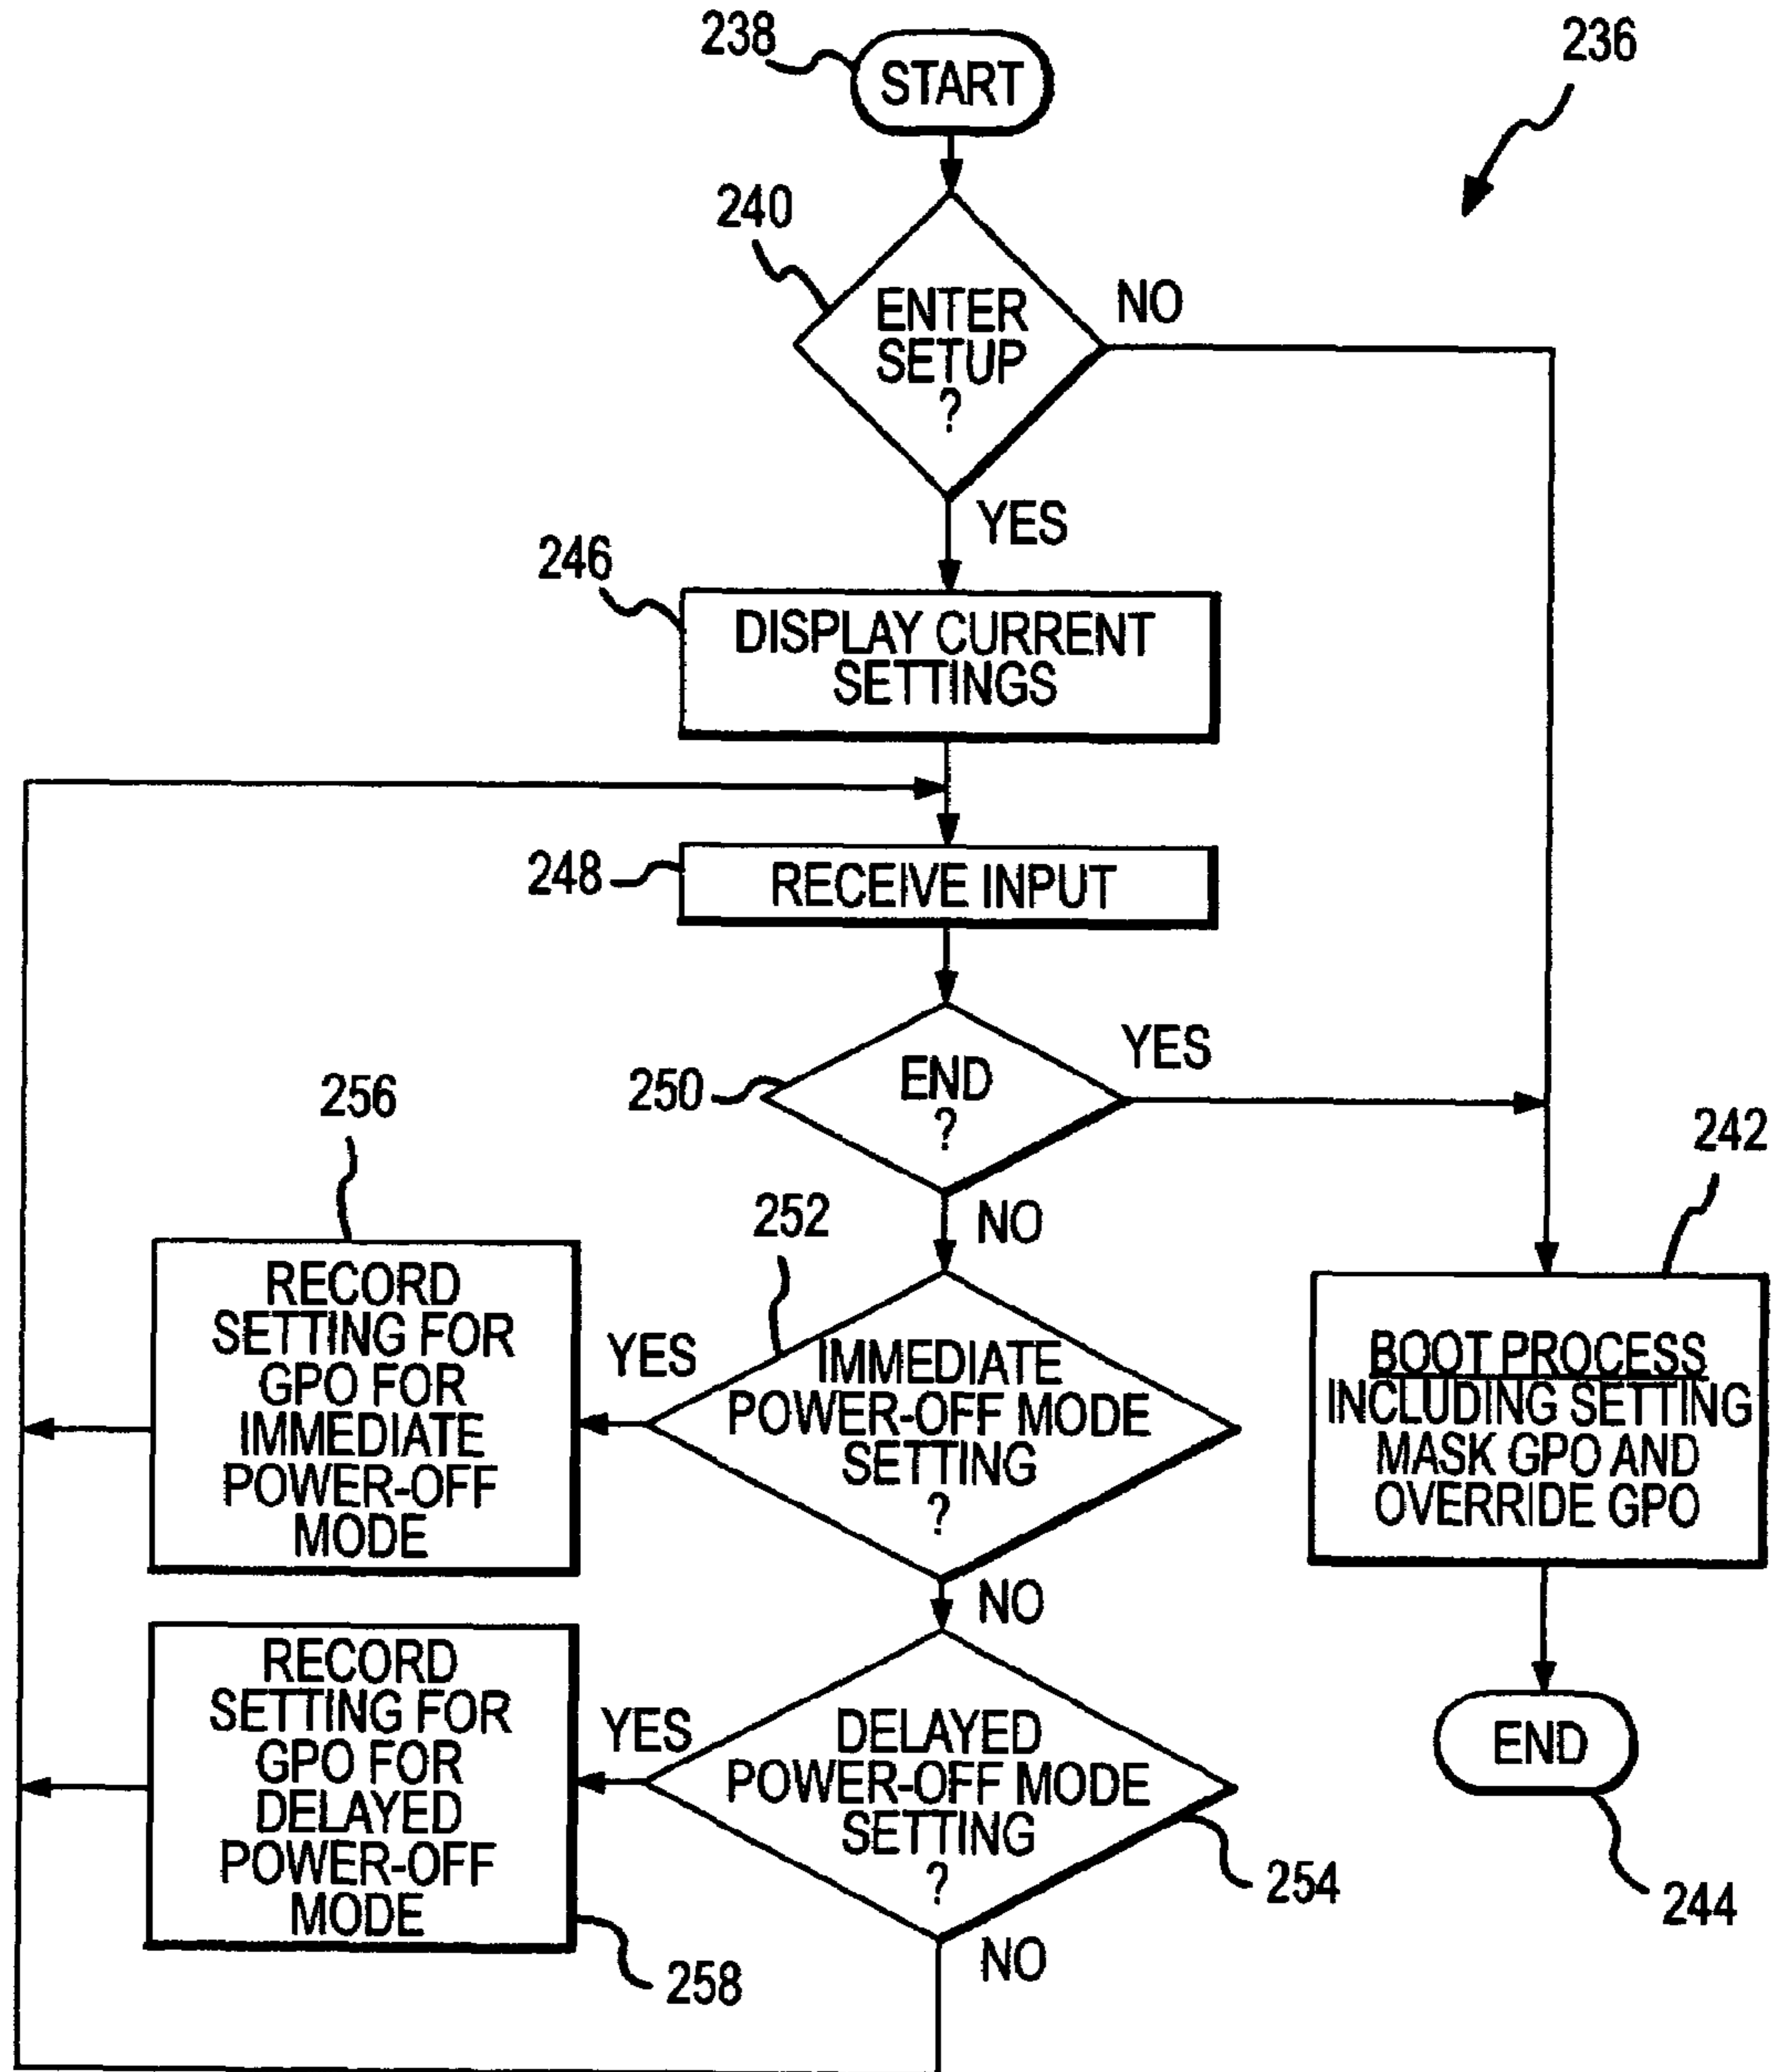 238
START
236
240
ENTER
SETUP
?
NO
YES
246
DISPLAY CURRENT
SETTINGS
248
RECEIVE INPUT
250
END
?
YES
NO
256
RECORD
SETTING FOR
GPO FOR
IMMEDIATE
POWER-OFF
MODE
252
YES
IMMEDIATE
POWER-OFF MODE
SETTING
?
NO
242
BOOT PROCESS
INCLUDING SETTING
MASK GPO AND
OVERRIDE GPO
RECORD
SETTING FOR
GPO FOR
DELAYED
POWER-OFF
MODE
258
YES
DELAYED
POWER-OFF MODE
SETTING
?
254
NO
END
244